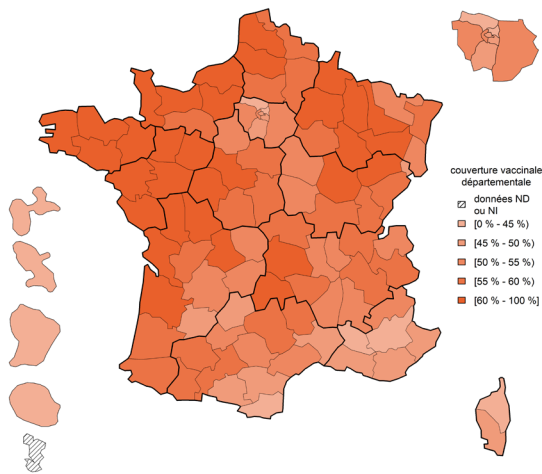 couverture vaccinale
départementale
données ND
ou NI
[0 % - 45 %)
[45 % - 50 %)
[50 % - 55 %)
[55 % - 60 %)
[60 % - 100 %]